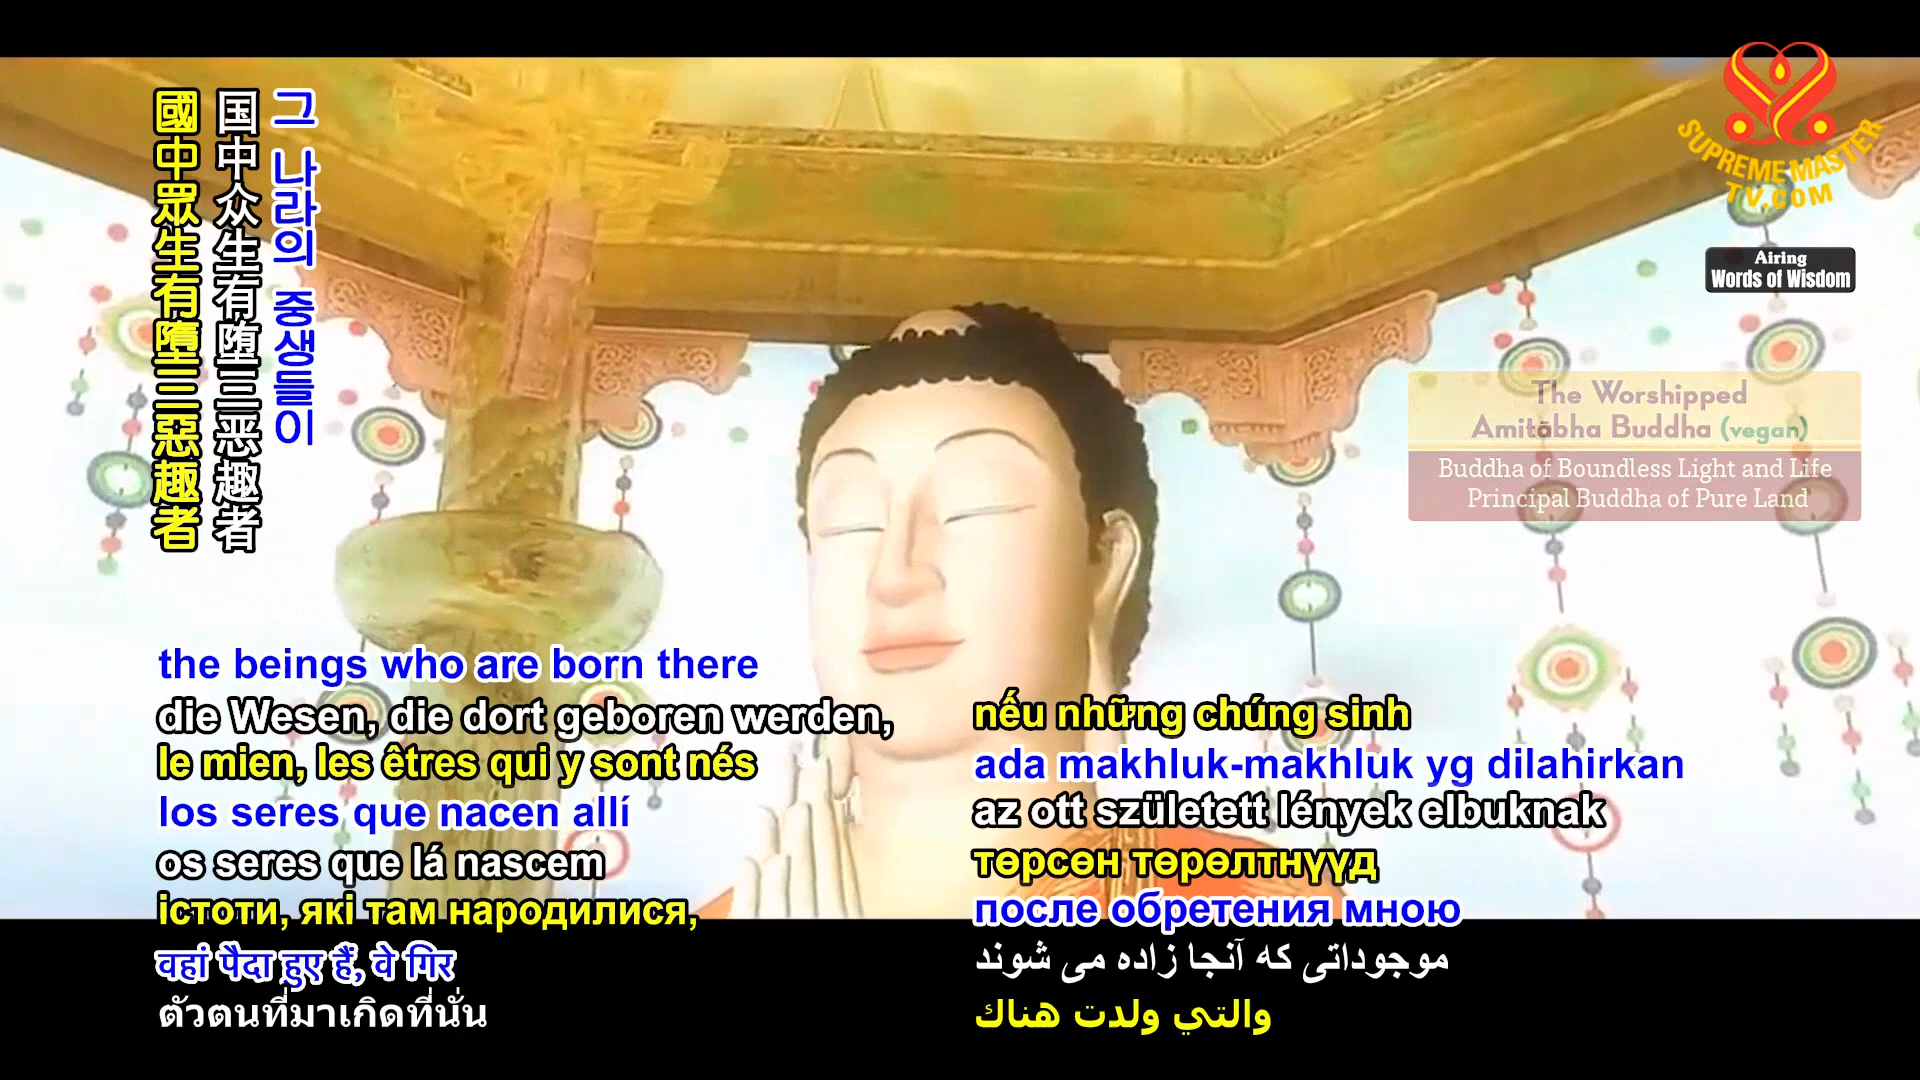 國中眾生有墮三惡趣者
国中众生有堕三恶趣者
그 나라의 중생들이
SUPREME MASTER
TV.COM
Airing
Words of Wisdom
The Worshipped
Amitābha Buddha (vegan)
Buddha of Boundless Light and Life
Principal Buddha of Pure Land
the beings who are born there
die Wesen, die dort geboren werden,
le mien, les êtres qui y sont nés
los seres que nacen allí
os seres que lá nascem
істоти, які там народилися,
वहां पैदा हुए हैं, वे गिर
ตัวตนที่มาเกิดที่นั่น
nếu những chúng sinh
ada makhluk-makhluk yg dilahirkan
az ott született lények elbuknak
төрсөн төрөлтнүүд
после обретения мною
موجوداتی که آنجا زاده می شوند
والتي ولدت هناك